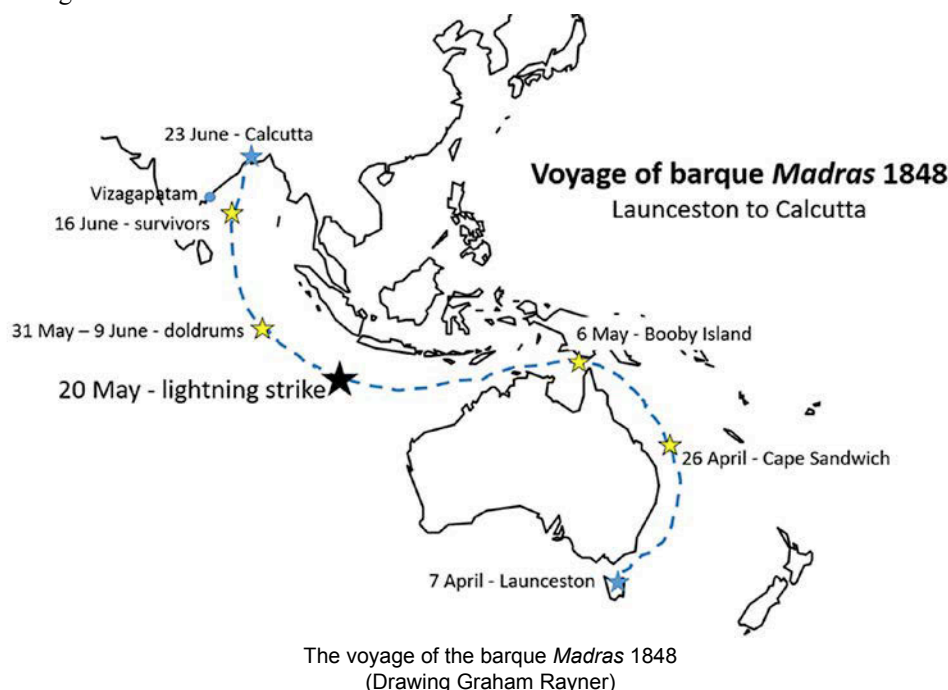 23 June - Calcutta
Voyage of barque Madras 1848
Launceston to Calcutta
Vizagapatam
16 June - survivors
31 May – 9 June - doldrums
6 May - Booby Island
20 May - lightning strike
26 April - Cape Sandwich
7 April - Launceston
The voyage of the barque Madras 1848
(Drawing Graham Rayner)